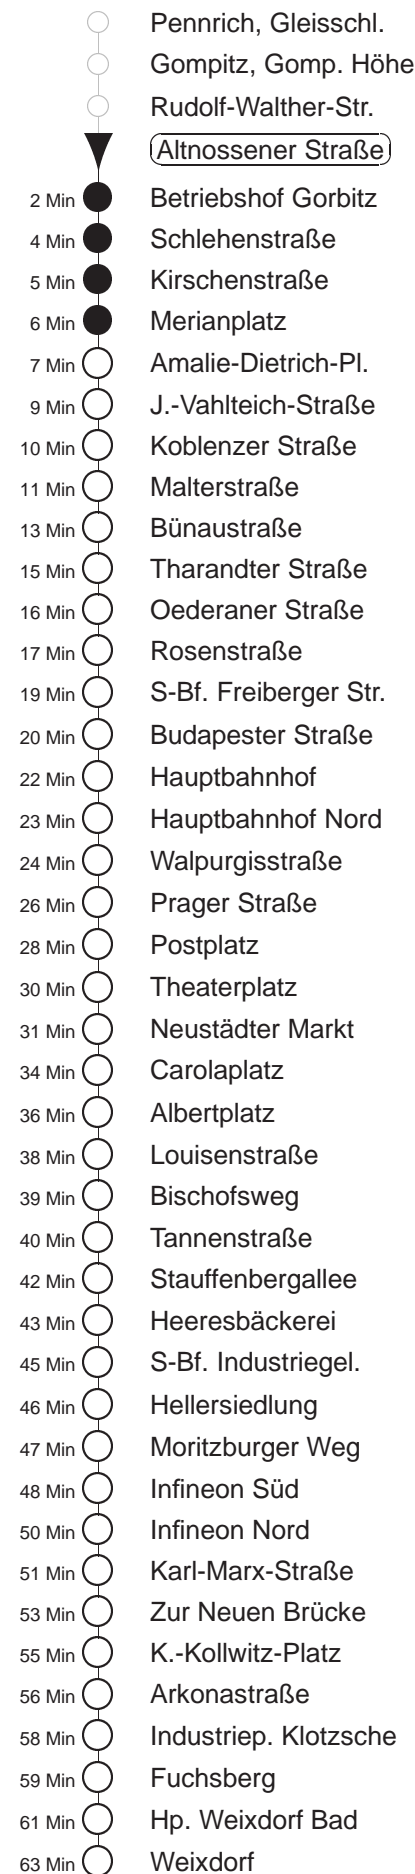 Pennrich, Gleisschl.
Gompitz, Gomp. Höhe
Rudolf-Walther-Str.
Altnossener Straße
2 Min Betriebshof Gorbitz
4 Min Schlehenstraße
5 Min Kirschenstraße
6 Min Merianplatz
7 Min Amalie-Dietrich-Pl.
9 Min J.-Vahlteich-Straße
10 Min Koblenzer Straße
11 Min Malterstraße
13 Min Bünaustraße
15 Min Tharandter Straße
16 Min Oederaner Straße
17 Min Rosenstraße
19 Min S-Bf. Freiberger Str.
20 Min Budapester Straße
22 Min Hauptbahnhof
23 Min Hauptbahnhof Nord
24 Min Walpurgisstraße
26 Min Prager Straße
28 Min Postplatz
30 Min Theaterplatz
31 Min Neustädter Markt
34 Min Carolaplatz
36 Min Albertplatz
38 Min Louisenstraße
39 Min Bischofsweg
40 Min Tannenstraße
42 Min Stauffenbergallee
43 Min Heeresbäckerei
45 Min S-Bf. Industriegel.
46 Min Hellersiedlung
47 Min Moritzburger Weg
48 Min Infineon Süd
50 Min Infineon Nord
51 Min Karl-Marx-Straße
53 Min Zur Neuen Brücke
55 Min K.-Kollwitz-Platz
56 Min Arkonastraße
58 Min Industriep. Klotzsche
59 Min Fuchsberg
61 Min Hp. Weixdorf Bad
63 Min Weixdorf